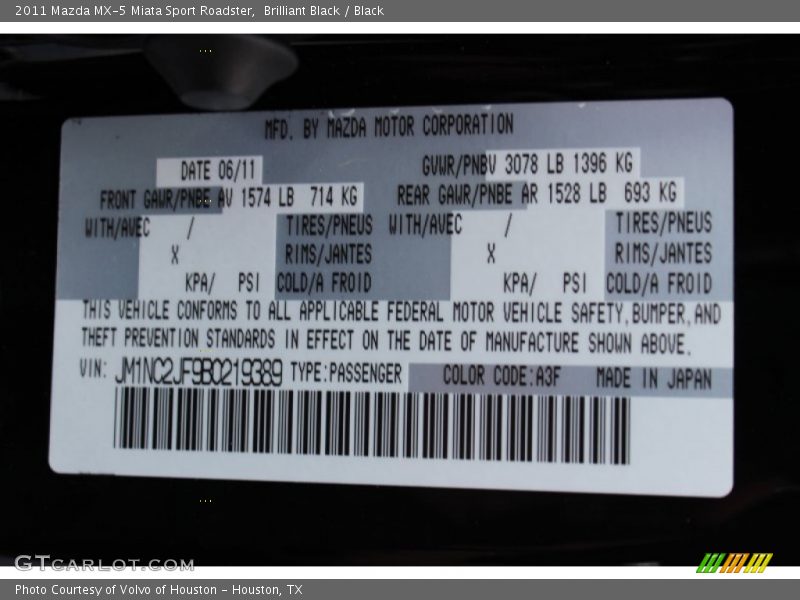 2011 Mazda MX-5 Miata Sport Roadster, Brilliant Black / Black
MFD. BY MAZDA MOTOR CORPORATION
DATE 06/11 GVWR/PNBV 3078 LB 1396 KG
FRONT GAWR/PNBE AV 1574 LB 714 KG REAR GAWR/PNBE AR 1528 LB 693 KG
WITH/AVEC / TIRES/PNEUS WITH/AVEC / TIRES/PNEUS
X RIMS/JANTES X RIMS/JANTES
KPA/ PSI COLD/A FROID KPA/ PSI COLD/A FROID
THIS VEHICLE CONFORMS TO ALL APPLICABLE FEDERAL MOTOR VEHICLE SAFETY, BUMPER, AND
THEFT PREVENTION STANDARDS IN EFFECT ON THE DATE OF MANUFACTURE SHOWN ABOVE.
VIN: JM1NC2JF9B0219389 TYPE:PASSENGER COLOR CODE:A3F MADE IN JAPAN
GTCARLOT.COM
Photo Courtesy of Volvo of Houston - Houston, TX